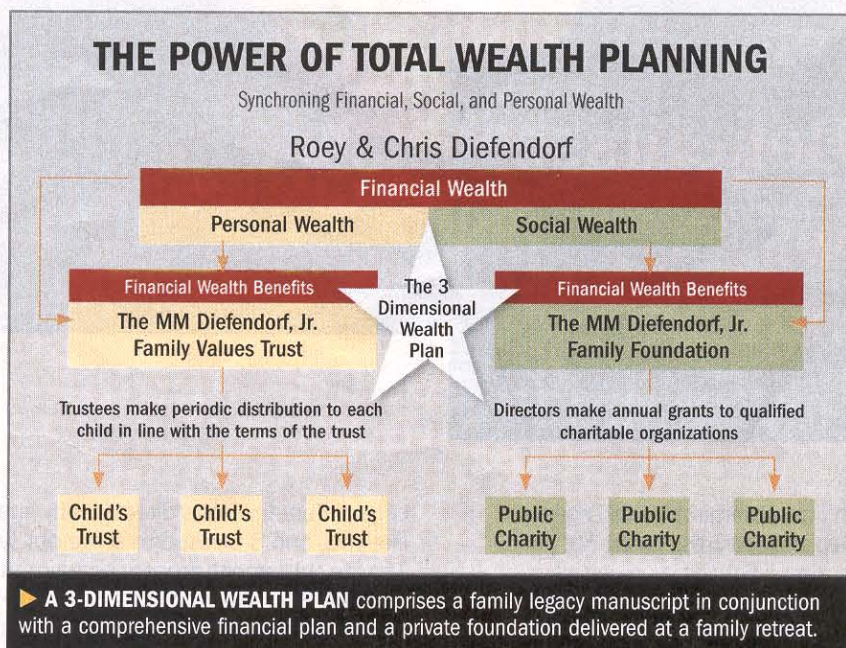 THE POWER OF TOTAL WEALTH PLANNING
Synchroning Financial, Social, and Personal Wealth
Roey & Chris Diefendorf
Financial Wealth
Personal Wealth
Social Wealth
Financial Wealth Benefits
The MM Diefendorf, Jr.
Family Values Trust
The 3
Dimensional
Wealth
Plan
Financial Wealth Benefits
The MM Diefendorf, Jr.
Family Foundation
Trustees make periodic distribution to each
child in line with the terms of the trust
Directors make annual grants to qualified
charitable organizations
Child's
Trust
Child's
Trust
Child's
Trust
Public
Charity
Public
Charity
Public
Charity
▶ A 3-DIMENSIONAL WEALTH PLAN comprises a family legacy manuscript in conjunction
with a comprehensive financial plan and a private foundation delivered at a family retreat.